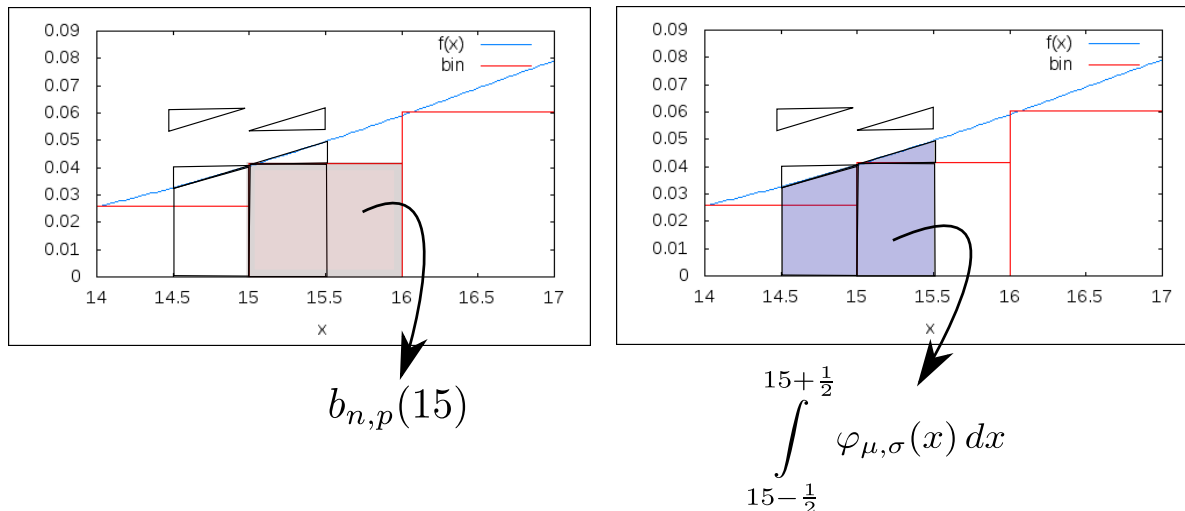 0.09
0.08
0.07
0.06
0.05
0.04
0.03
0.02
0.01
0
14 14.5 15 15.5 16 16.5 17
x
f(x)
bin
b_{n,p}(15)
0.09
0.08
0.07
0.06
0.05
0.04
0.03
0.02
0.01
0
14 14.5 15 15.5 16 16.5 17
x
f(x)
bin
15+\frac{1}{2}
∫ φ_{μ,σ}(x) dx
15−\frac{1}{2}